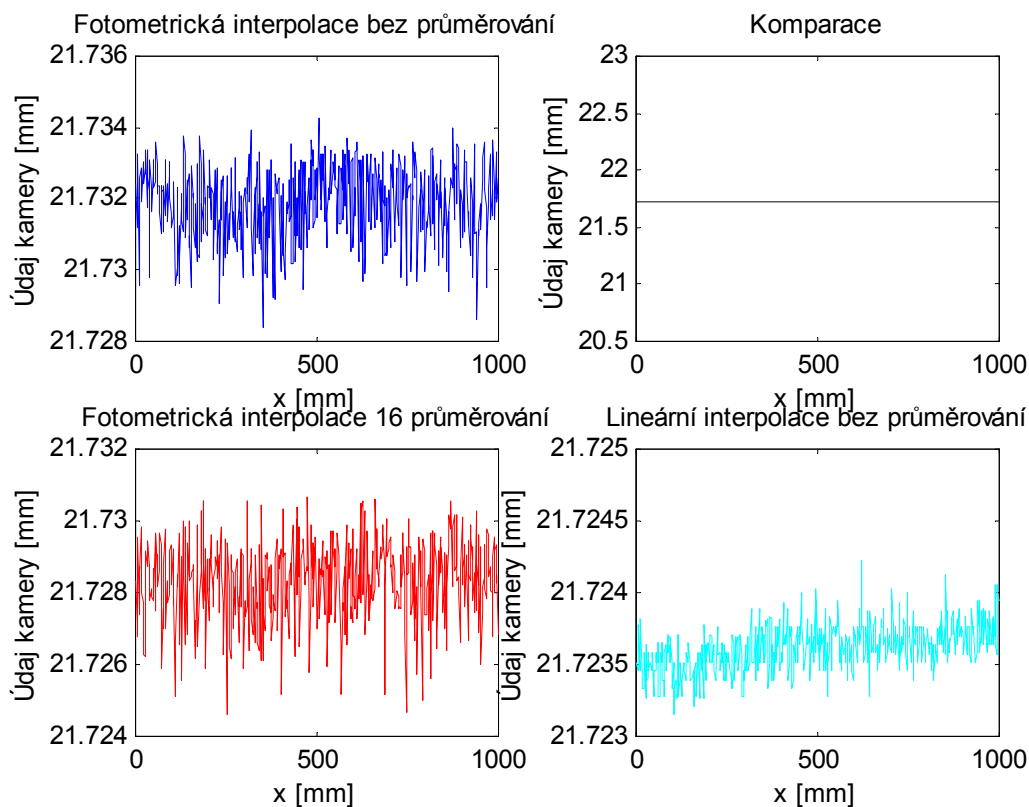 Fotometrická interpolace bez průměrování
Údaj kamery [mm]
21.736
21.734
21.732
21.73
21.728
0
500
1000
x [mm]
Komparace
Údaj kamery [mm]
23
22.5
22
21.5
21
20.5
0
500
1000
x [mm]
Fotometrická interpolace 16 průměrování
Údaj kamery [mm]
21.732
21.73
21.728
21.726
21.724
0
500
1000
x [mm]
Lineární interpolace bez průměrování
Údaj kamery [mm]
21.725
21.7245
21.724
21.7235
21.723
0
500
1000
x [mm]